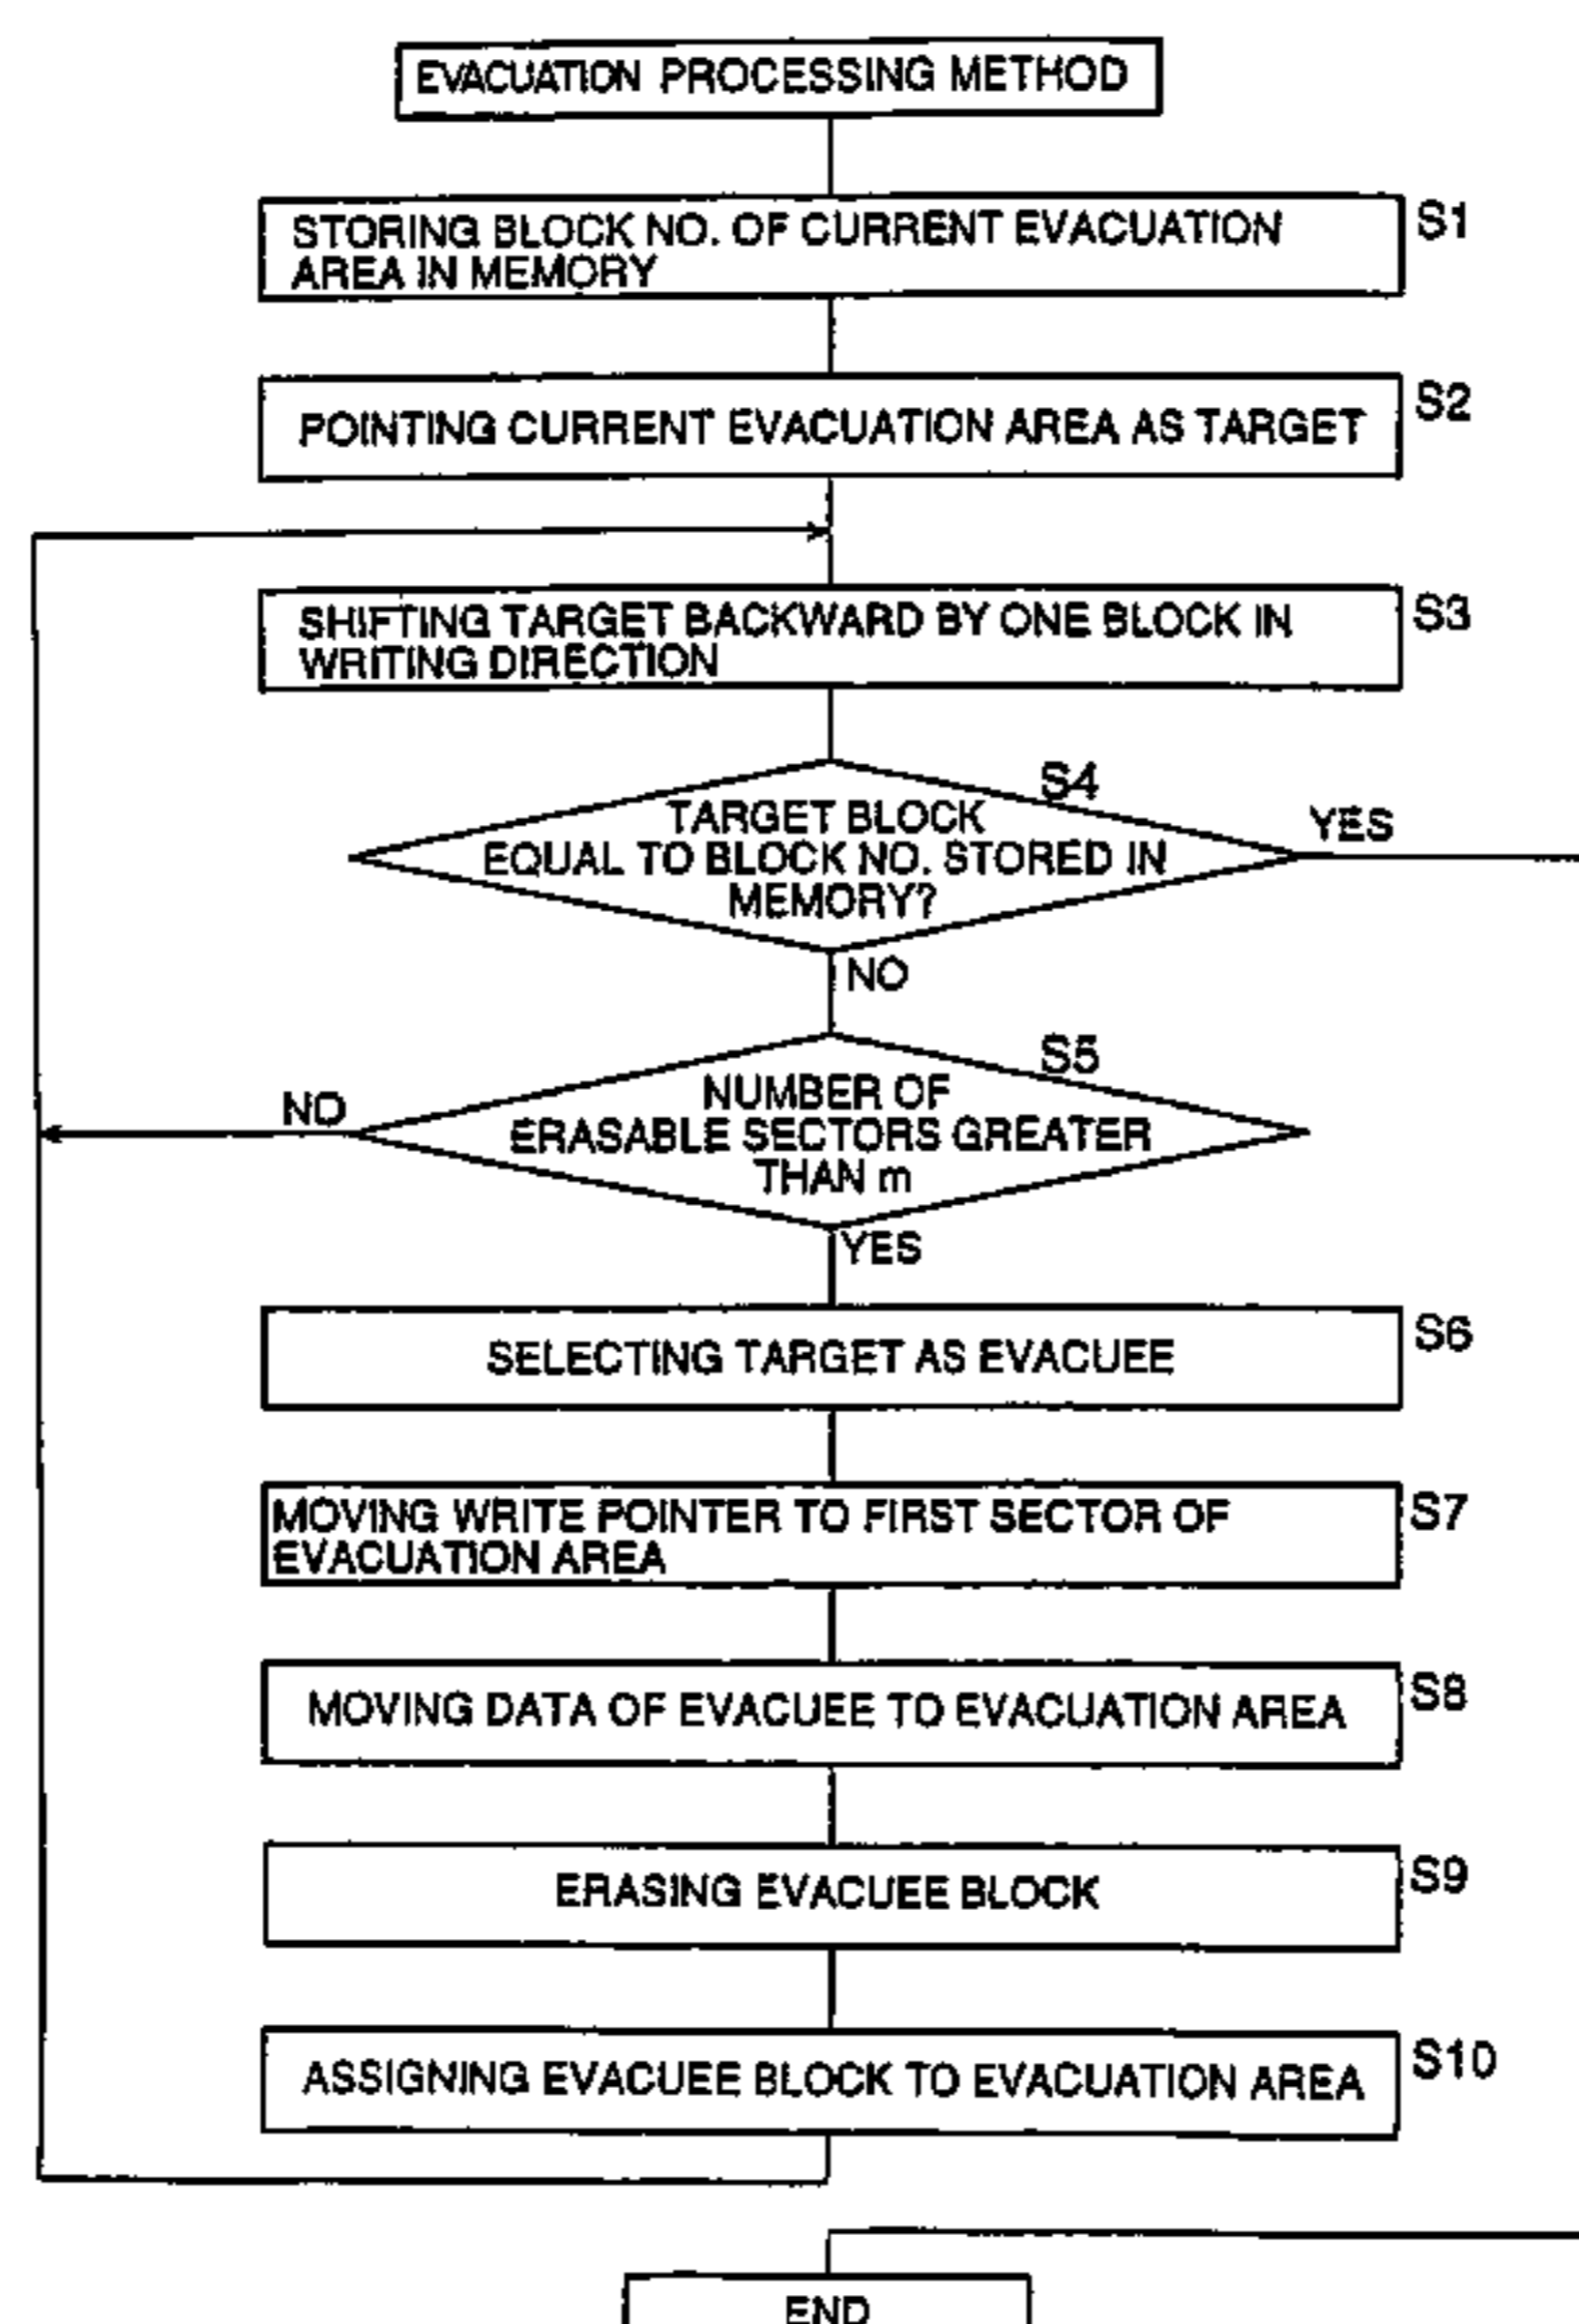 EVACUATION PROCESSING METHOD
STORING BLOCK NO. OF CURRENT EVACUATION
AREA IN MEMORY
S1
POINTING CURRENT EVACUATION AREA AS TARGET
S2
SHIFTING TARGET BACKWARD BY ONE BLOCK IN
WRITING DIRECTION
S3
S4
TARGET BLOCK
EQUAL TO BLOCK NO. STORED IN
MEMORY?
YES
NO
S5
NUMBER OF
ERASABLE SECTORS GREATER
THAN m
NO
YES
SELECTING TARGET AS EVACUEE
S6
MOVING WRITE POINTER TO FIRST SECTOR OF
EVACUATION AREA
S7
MOVING DATA OF EVACUEE TO EVACUATION AREA
S8
ERASING EVACUEE BLOCK
S9
ASSIGNING EVACUEE BLOCK TO EVACUATION AREA
S10
END